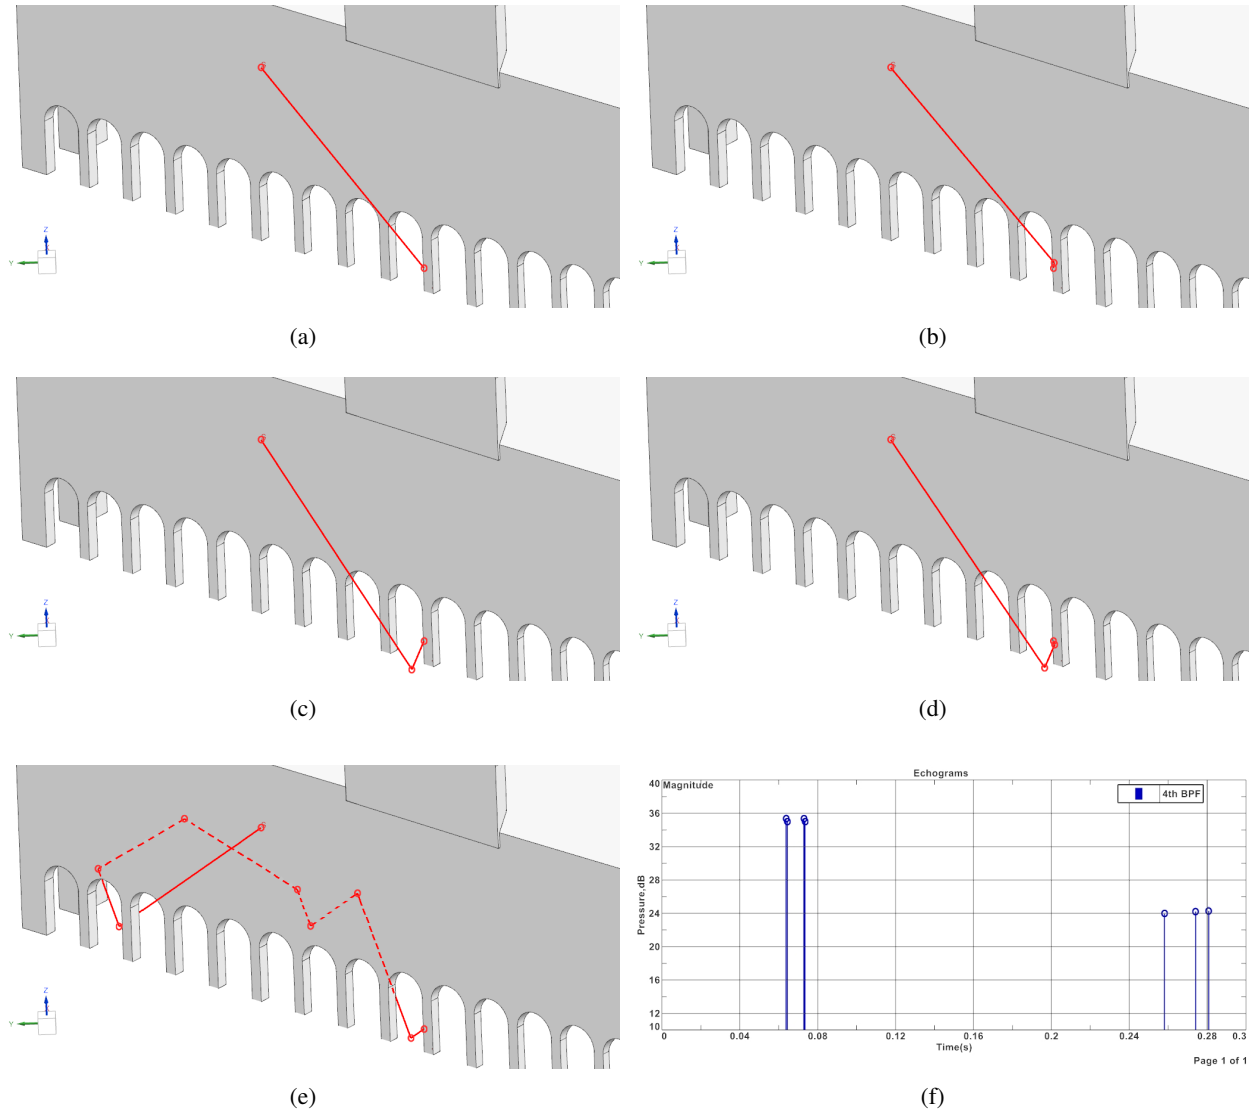 S
Z
Y
(a)
S
Z
Y
(b)
S
Z
Y
(c)
S
Z
Y
(d)
S
Z
Y
(e)
Echograms
Magnitude
4th BPF
Pressure,dB
40
36
32
28
24
20
16
12
10
0 0.04 0.08 0.12 0.16 0.2 0.24 0.28 0.3
Time(s)
Page 1 of 1
(f)